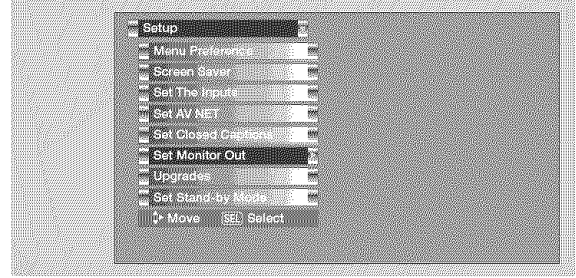 Setup
Menu Preference
Screen Saver
Set The Inputs
Set AV NET
Set Closed Captions
Set Monitor Out
Upgrades
Set Stand-by Mode
Move SEL Select